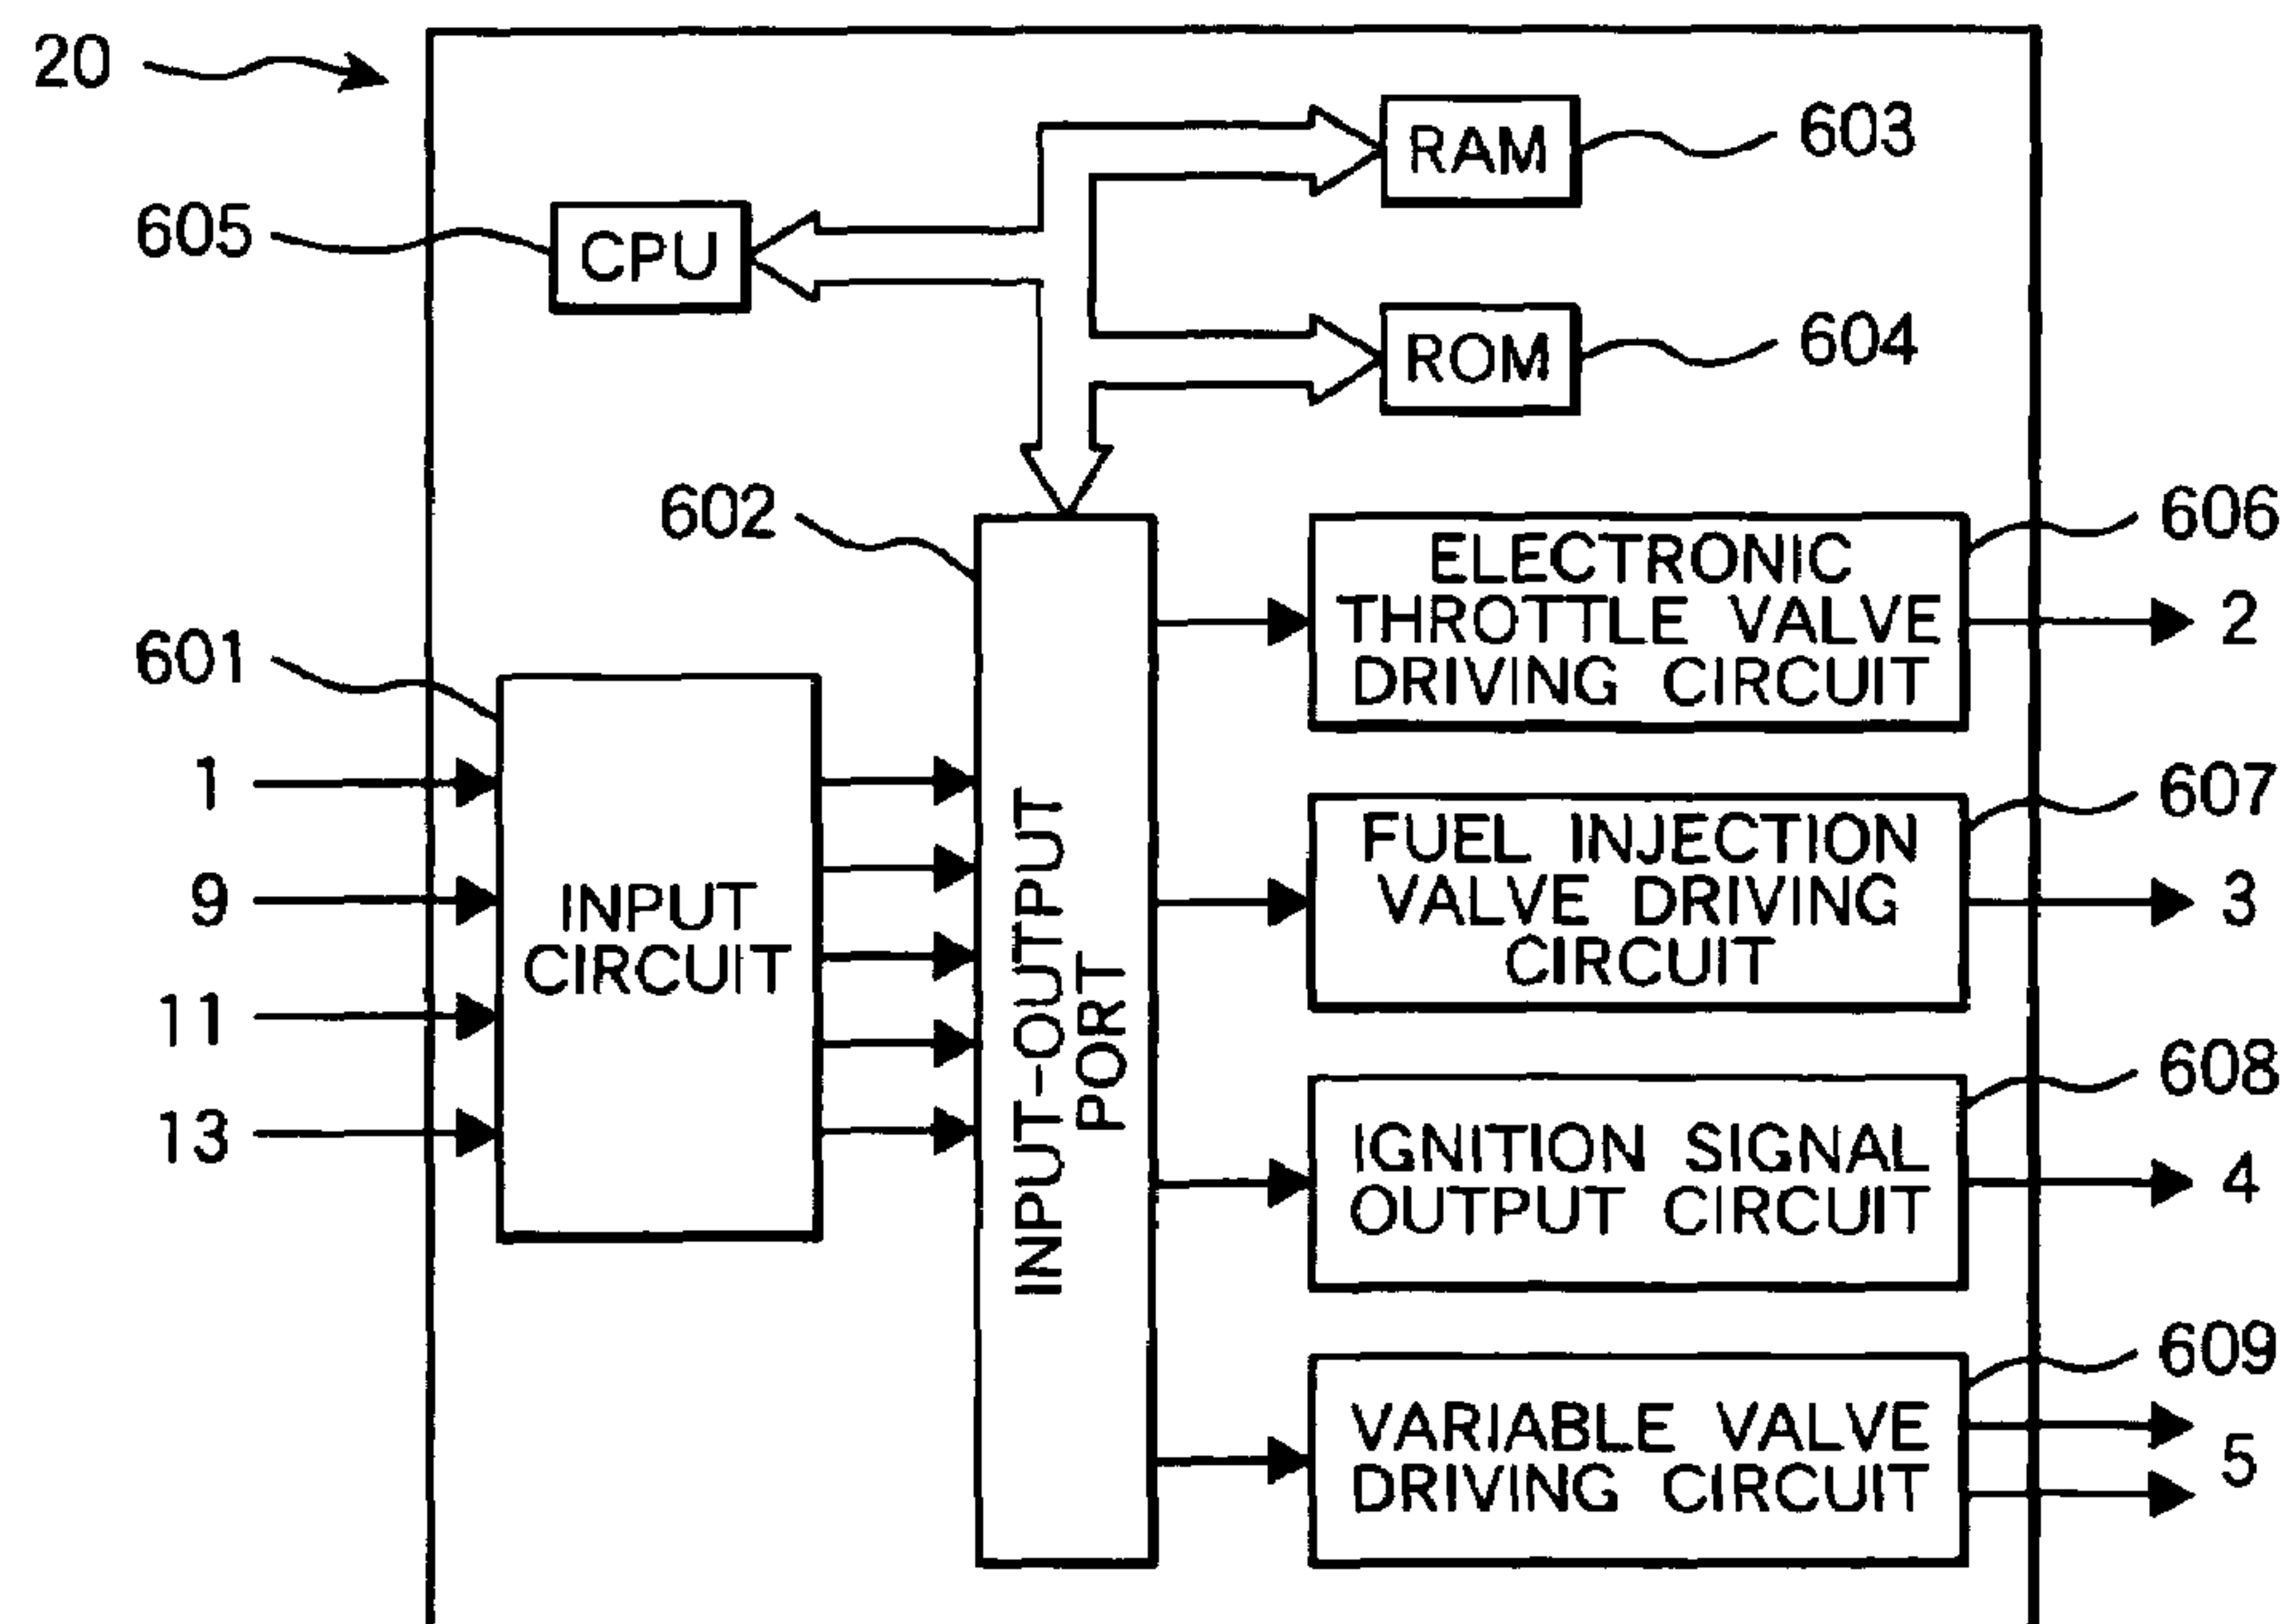 20
RAM
603
605
CPU
ROM
604
602
606
ELECTRONIC
THROTTLE VALVE
DRIVING CIRCUIT
2
601
1
9
11
13
INPUT
CIRCUIT
INPUT-OUTPUT
PORT
607
FUEL INJECTION
VALVE DRIVING
CIRCUIT
3
608
IGNITION SIGNAL
OUTPUT CIRCUIT
4
609
VARIABLE VALVE
DRIVING CIRCUIT
5